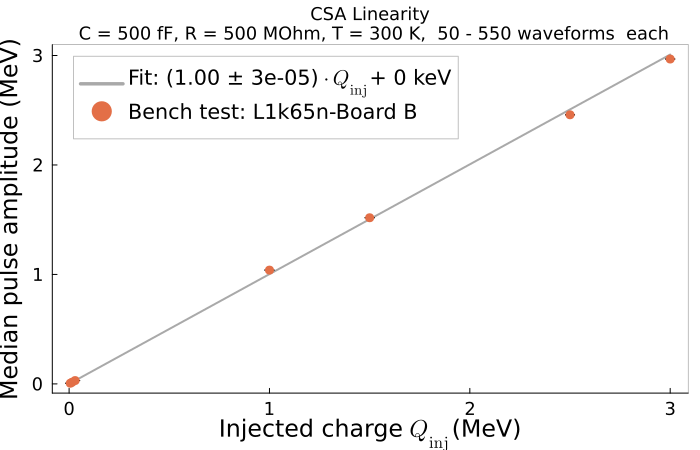 CSA Linearity
C = 500 fF, R = 500 MOhm, T = 300 K,  50 - 550 waveforms  each
Median pulse amplitude (MeV)
3
2
1
0
Fit: (1.00 ± 3e-05) · Q_inj + 0 keV
Bench test: L1k65n-Board B
0 1 2 3
Injected charge Q_inj (MeV)